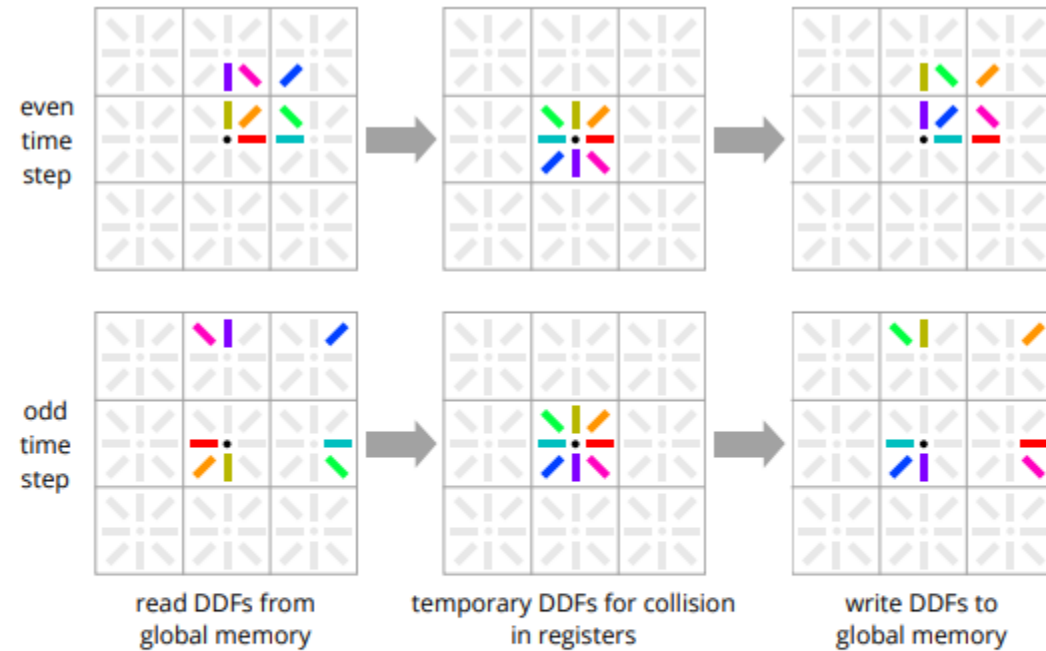 even
time
step
odd
time
step
read DDFs from
global memory
temporary DDFs for collision
in registers
write DDFs to
global memory